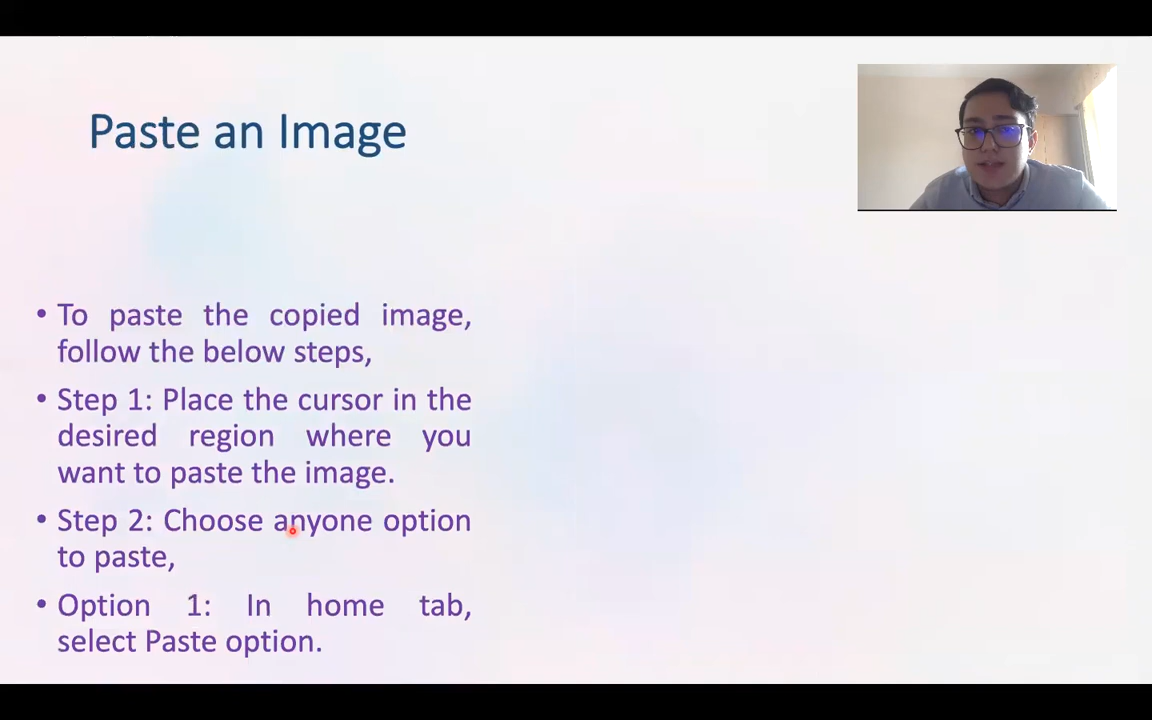 Paste an Image
• To paste the copied image,
follow the below steps,
• Step 1: Place the cursor in the
desired region where you
want to paste the image.
• Step 2: Choose anyone option
to paste,
• Option 1: In home tab,
select Paste option.